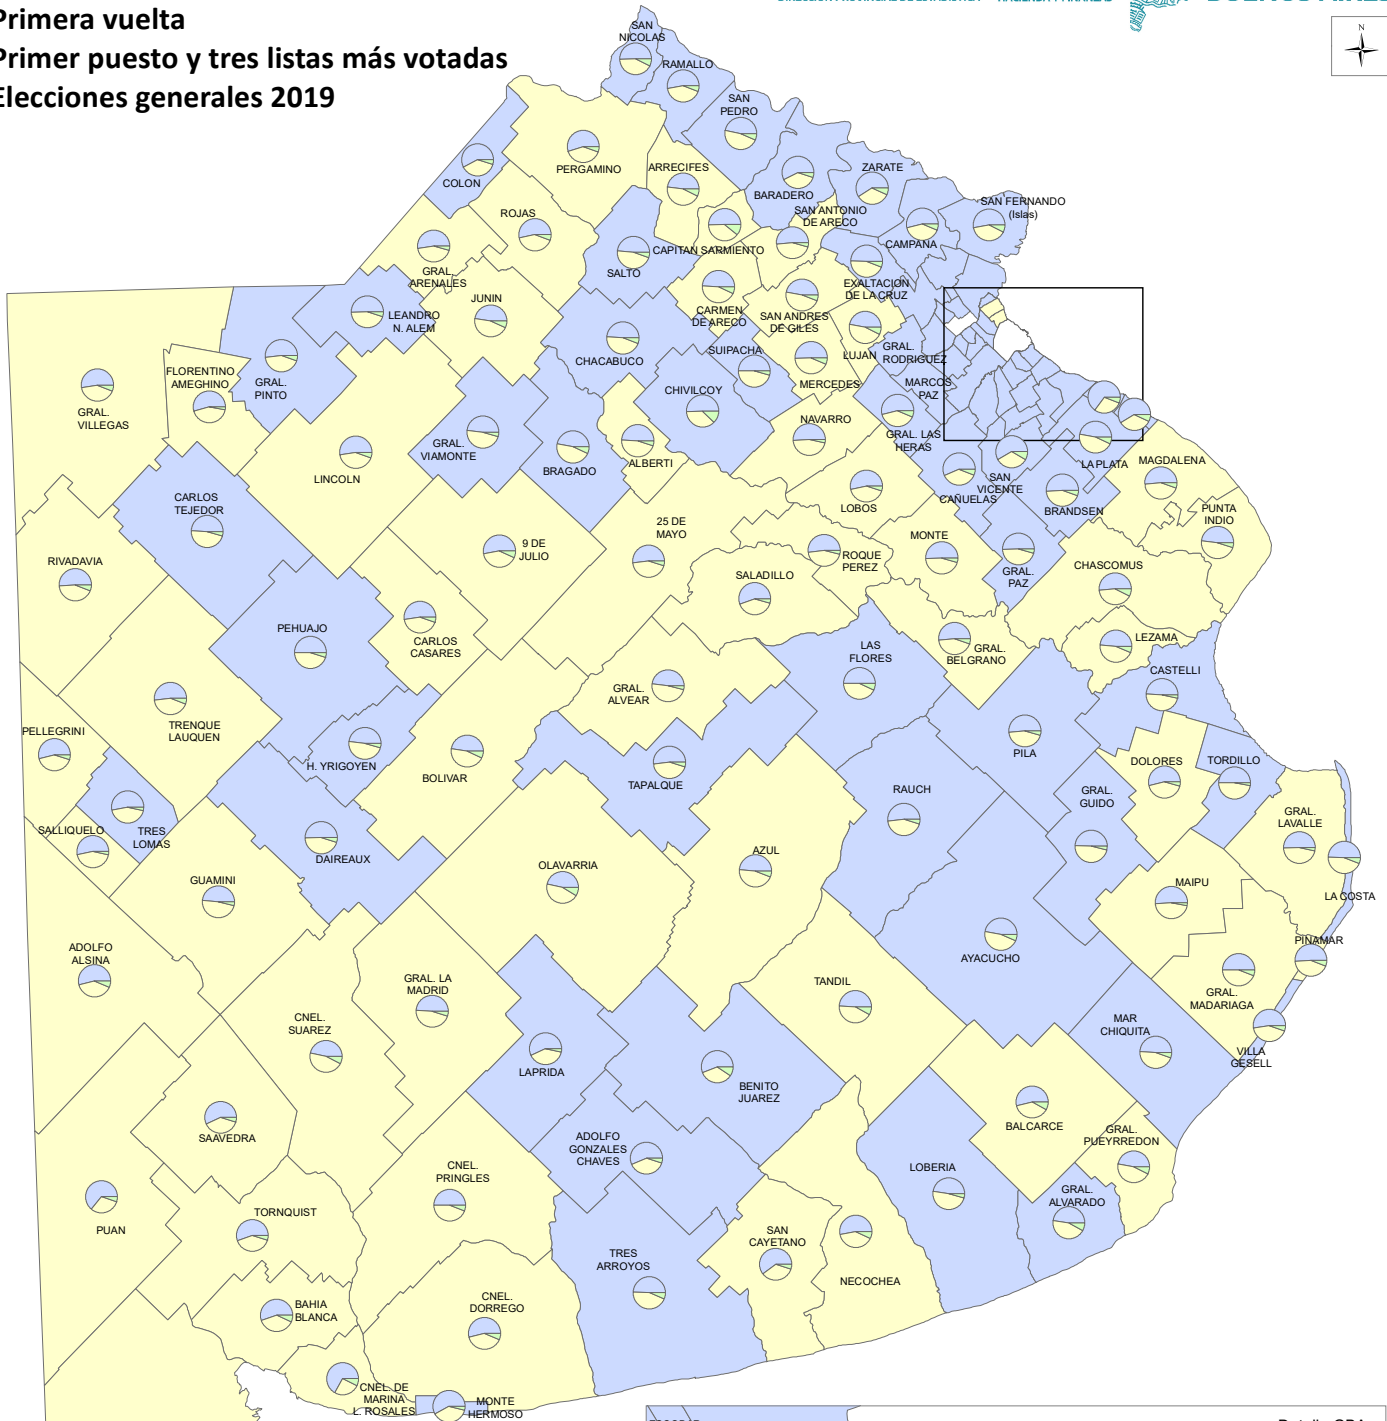 Primera vuelta
Primer puesto y tres listas más votadas
Elecciones generales 2019
N
SAN
NICOLAS
RAMALLO
SAN
PEDRO
PERGAMINO
ARRECIFES
COLON
BARADERO
ZARATE
SAN FERNANDO
(Islas)
ROJAS
SAN ANTONIO
DE ARECO
CAMPANA
CAPITAN SARMIENTO
SALTO
GRAL.
ARENALES
EXALTACION
DE LA CRUZ
JUNIN
LEANDRO
N. ALEM
CARMEN
DE ARECO
SAN ANDRES
DE GILES
CHACABUCO
SUIPACHA
LUJAN
GRAL.
RODRIGUEZ
FLORENTINO
AMEGHINO
GRAL.
PINTO
MERCEDES
MARCOS
PAZ
CHIVILCOY
GRAL.
VILLEGAS
NAVARRO
GRAL. LAS
HERAS
GRAL.
VIAMONTE
BRAGADO
ALBERTI
LINCOLN
LA PLATA
MAGDALENA
SAN
VICENTE
CAÑUELAS
BRANDSEN
LOBOS
CARLOS
TEJEDOR
PUNTA
INDIO
25 DE
MAYO
9 DE
JULIO
MONTE
ROQUE
PEREZ
RIVADAVIA
SALADILLO
GRAL.
PAZ
CHASCOMUS
PEHUAJO
CARLOS
CASARES
LAS
FLORES
GRAL.
BELGRANO
LEZAMA
CASTELLI
GRAL.
ALVEAR
TRENQUE
LAUQUEN
PELLEGRINI
H. YRIGOYEN
BOLIVAR
TAPALQUE
PILA
DOLORES
TORDILLO
RAUCH
GRAL.
GUIDO
GRAL.
LAVALLE
SALLIQUELO
TRES
LOMAS
DAIREAUX
OLAVARRIA
AZUL
GUAMINI
MAIPU
LA COSTA
ADOLFO
ALSINA
AYACUCHO
PINAMAR
GRAL. LA
MADRID
TANDIL
GRAL.
MADARIAGA
CNEL.
SUAREZ
MAR
CHIQUITA
VILLA
GESELL
LAPRIDA
BENITO
JUAREZ
SAAVEDRA
BALCARCE
ADOLFO
GONZALES
CHAVES
GRAL.
PUEYRREDON
CNEL.
PRINGLES
LOBERIA
GRAL.
ALVARADO
PUAN
TORNQUIST
SAN
CAYETANO
TRES
ARROYOS
NECOCHEA
BAHIA
BLANCA
CNEL.
DORREGO
CNEL. DE
MARINA
L. ROSALES
MONTE
HERMOSO